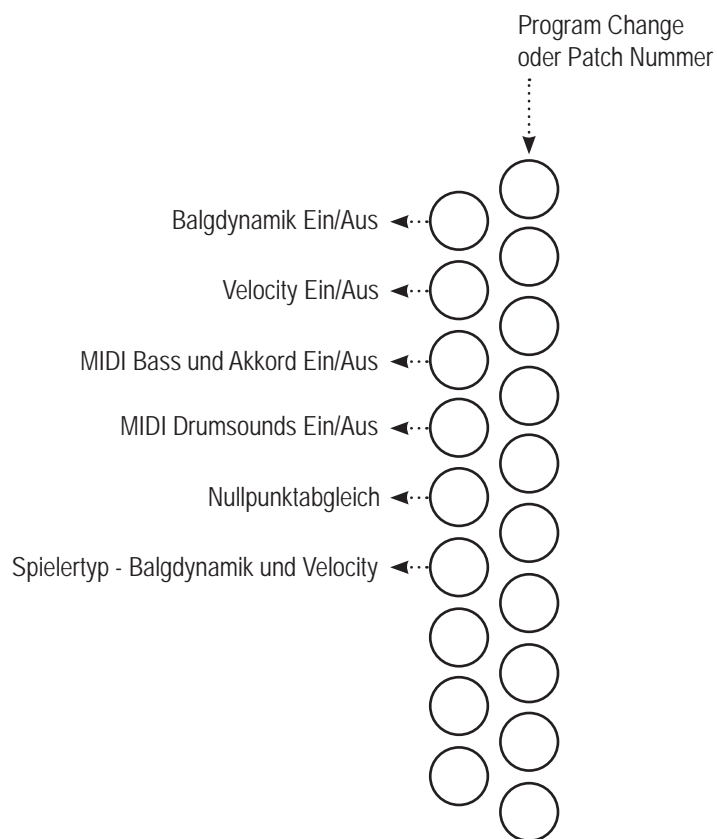 Program Change
oder Patch Nummer
Balgdynamik Ein/Aus
Velocity Ein/Aus
MIDI Bass und Akkord Ein/Aus
MIDI Drumsounds Ein/Aus
Nullpunktabgleich
Spielertyp - Balgdynamik und Velocity